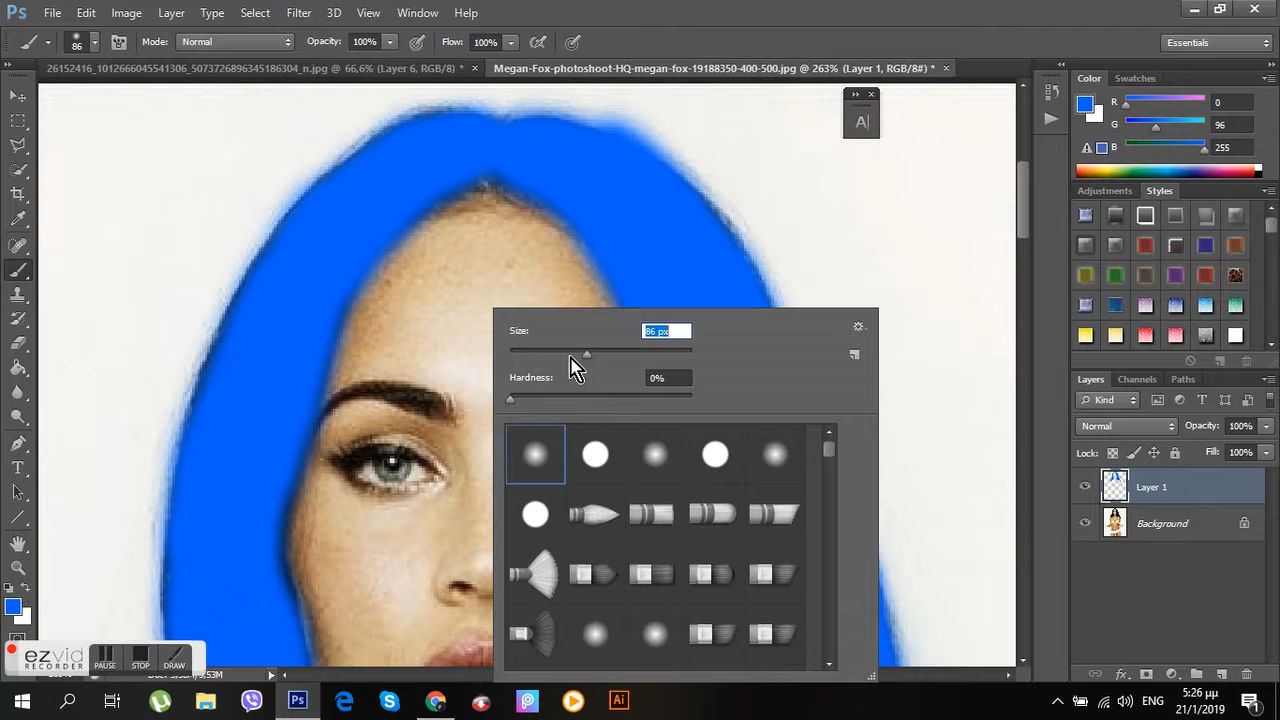 Ps File Edit Image Layer Type Select Filter 3D View Window Help
86 Mode: Normal Opacity: 100% Flow: 100% Essentials
26152416_1012666045541306_5073726896345186304_n.jpg @ 66,6% (Layer 6, RGB/8) * × Megan-Fox-photoshoot-HQ-megan-fox-19188350-400-500.jpg @ 263% (Layer 1, RGB/8#) * ×
Color Swatches
R 0
G 96
B 255
Adjustments Styles
A|
Size: 86 px
Hardness: 0%
Layers Channels Paths
Kind
Normal Opacity: 100%
Lock: Fill: 100%
Layer 1
Background
T
ezvid
RECORDER
PAUSE STOP DRAW
Ps Ai ENG 5:26 μμ
21/1/2019